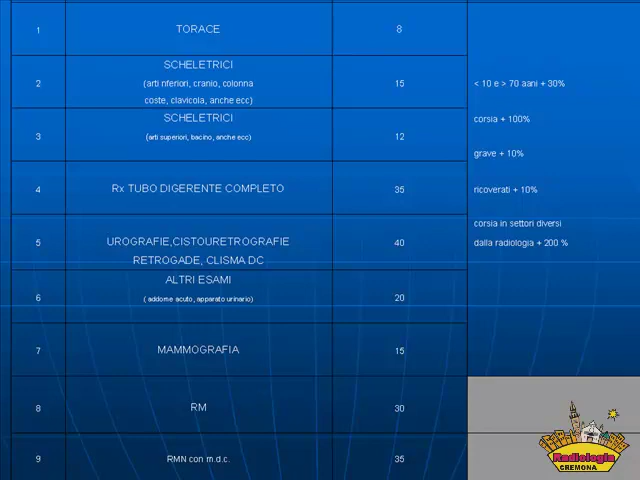 1 TORACE 8
2 SCHELETRICI 15
(arti nferiori, cranio, colonna
coste, clavicola, anche ecc)
3 SCHELETRICI 12
(arti superiori, bacino, anche ecc)
4 Rx TUBO DIGERENTE COMPLETO 35
5 UROGRAFIE,CISTOURETROGRAFIE 40
RETROGADE, CLISMA DC
6 ALTRI ESAMI 20
( addome acuto, apparato urinario)
7 MAMMOGRAFIA 15
8 RM 30
9 RMN con m.d.c. 35
< 10 e > 70 aani + 30%
corsia + 100%
grave + 10%
ricoverati + 10%
corsia in settori diversi
dalla radiologia + 200 %
Radiologia
CREMONA